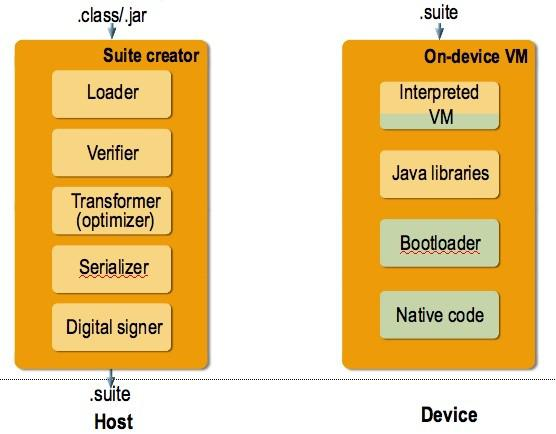 .class/.jar
Suite creator
Loader
Verifier
Transformer
(optimizer)
Serializer
Digital signer
.suite
Host
.suite
On-device VM
Interpreted
VM
Java libraries
Bootloader
Native code
Device